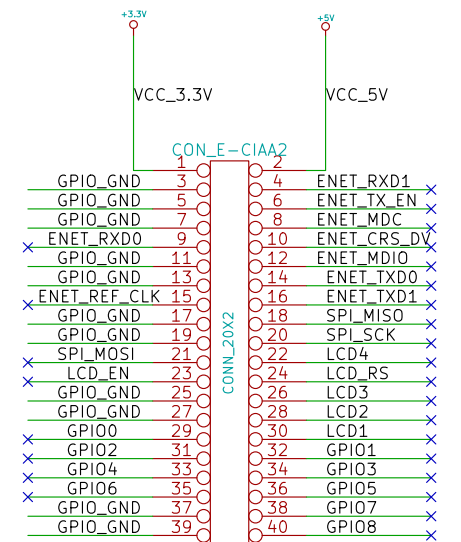 +3.3V +5V
VCC_3.3V VCC_5V
CON_E-CIAA2
1 2
GPIO_GND 3 4 ENET_RXD1
GPIO_GND 5 6 ENET_TX_EN
GPIO_GND 7 8 ENET_MDC
ENET_RXD0 9 10 ENET_CRS_DV
GPIO_GND 11 12 ENET_MDIO
GPIO_GND 13 14 ENET_TXD0
ENET_REF_CLK 15 16 ENET_TXD1
GPIO_GND 17 18 SPI_MISO
GPIO_GND 19 20 SPI_SCK
SPI_MOSI 21 22 LCD4
LCD_EN 23 24 LCD_RS
GPIO_GND 25 26 LCD3
GPIO_GND 27 28 LCD2
GPIO0 29 30 LCD1
GPIO2 31 32 GPIO1
GPIO4 33 34 GPIO3
GPIO6 35 36 GPIO5
GPIO_GND 37 38 GPIO7
GPIO_GND 39 40 GPIO8
CONN_20X2